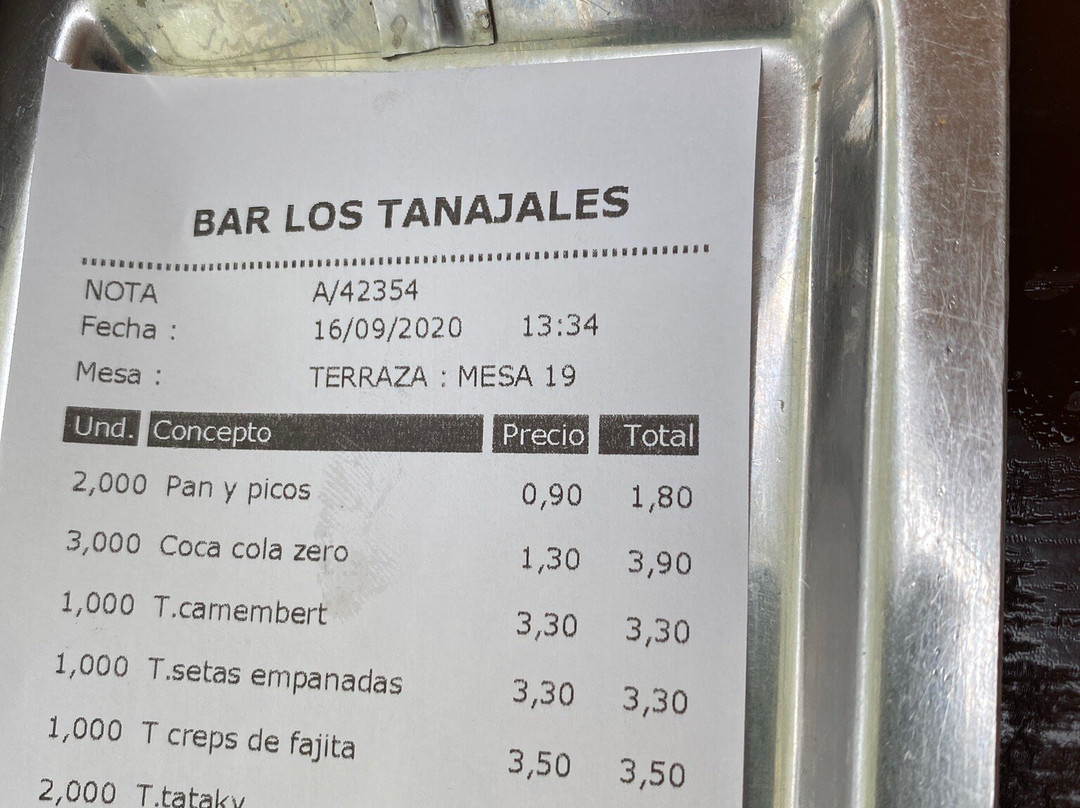 BAR LOS TANAJALES
NOTA A/42354
Fecha : 16/09/2020 13:34
Mesa : TERRAZA : MESA 19
Und. Concepto Precio Total
2,000 Pan y picos 0,90 1,80
3,000 Coca cola zero 1,30 3,90
1,000 T.camembert 3,30 3,30
1,000 T.setas empanadas 3,30 3,30
1,000 T creps de fajita 3,50 3,50
2,000 T.tataky